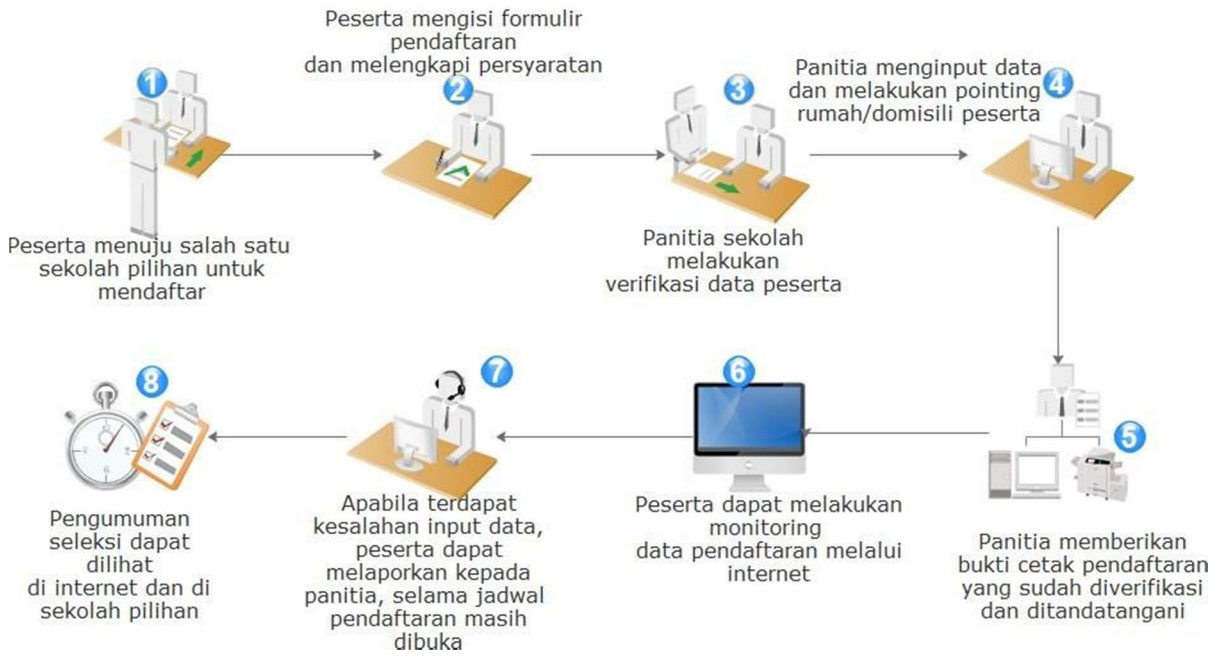 1
Peserta menuju salah satu
sekolah pilihan untuk
mendaftar
Peserta mengisi formulir
pendaftaran
dan melengkapi persyaratan
2
3
Panitia sekolah
melakukan
verifikasi data peserta
Panitia menginput data
dan melakukan pointing
rumah/domisili peserta
4
5
Panitia memberikan
bukti cetak pendaftaran
yang sudah diverifikasi
dan ditandatangani
6
Peserta dapat melakukan
monitoring
data pendaftaran melalui
internet
7
Apabila terdapat
kesalahan input data,
peserta dapat
melaporkan kepada
panitia, selama jadwal
pendaftaran masih
dibuka
8
Pengumuman
seleksi dapat
dilihat
di internet dan di
sekolah pilihan